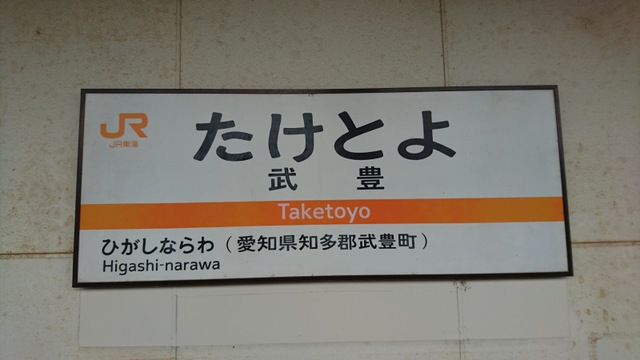 JR
JR東海
たけとよ
武豊
Taketoyo
ひがしならわ（愛知県知多郡武豊町）
Higashi-narawa